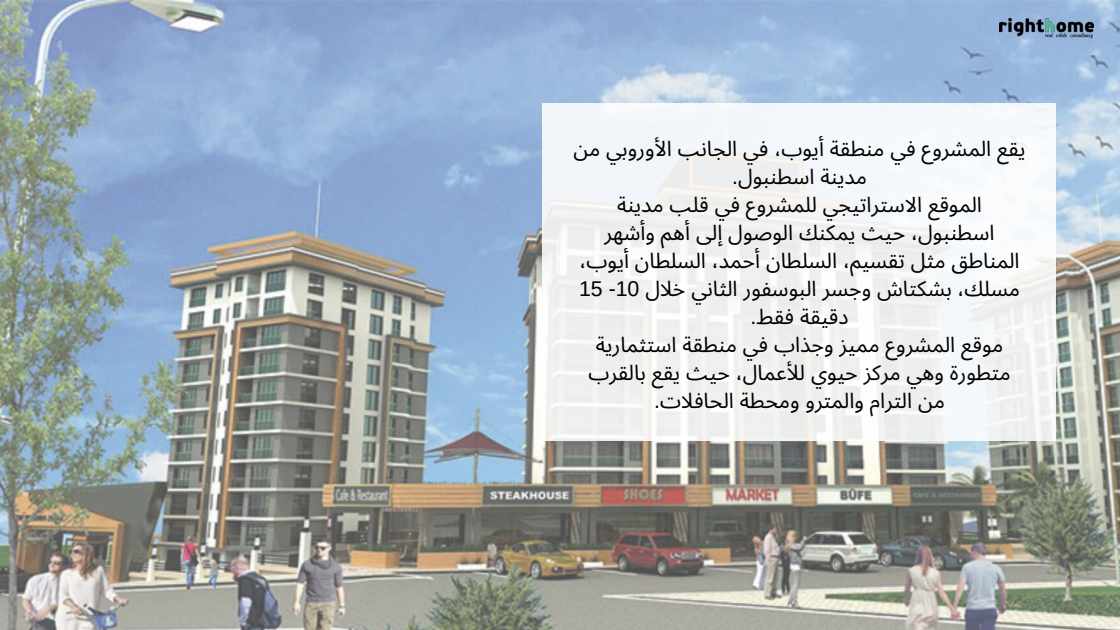 righthome
real estate consultancy
يقع المشروع في منطقة أيوب، في الجانب الأوروبي من
مدينة اسطنبول.
الموقع الاستراتيجي للمشروع في قلب مدينة
اسطنبول، حيث يمكنك الوصول إلى أهم وأشهر
المناطق مثل تقسيم، السلطان أحمد، السلطان أيوب،
مسلك، بشكتاش وجسر البوسفور الثاني خلال 10- 15
دقيقة فقط.
موقع المشروع مميز وجذاب في منطقة استثمارية
متطورة وهي مركز حيوي للأعمال، حيث يقع بالقرب
من الترام والمترو ومحطة الحافلات.
Cafe & Restaurant
STEAKHOUSE
SHOES
MARKET
BÜFE
CAFE & RESTAURANT